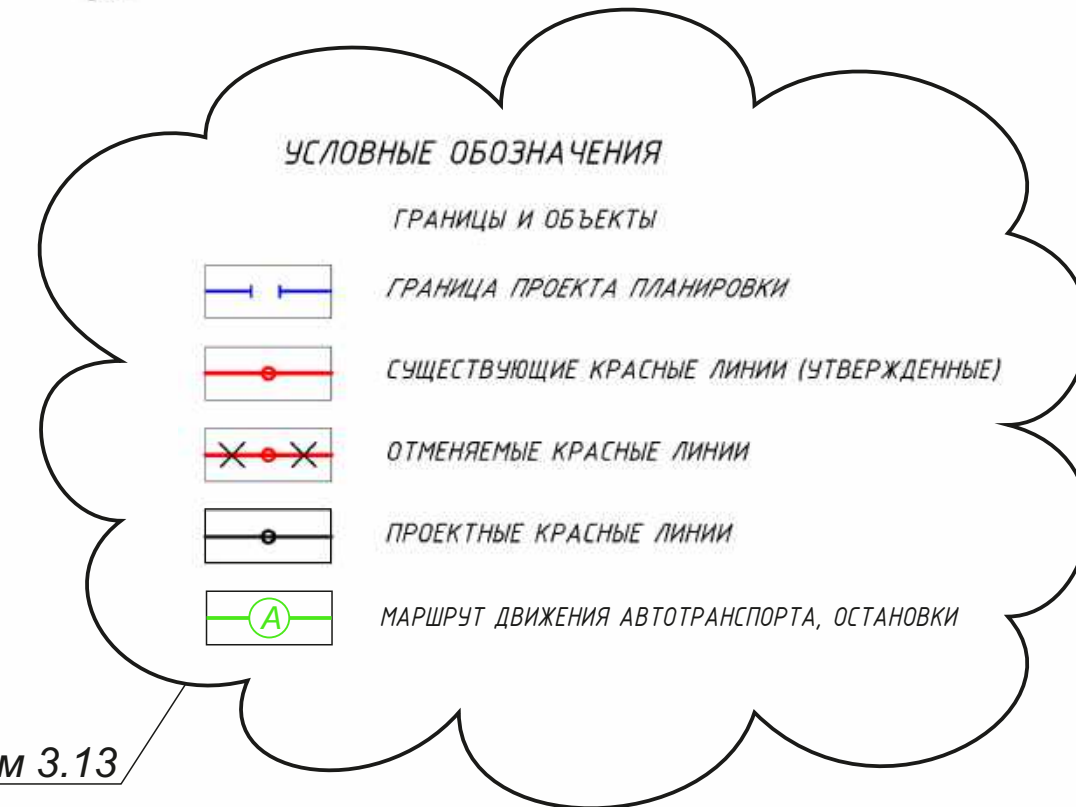 УСЛОВНЫЕ ОБОЗНАЧЕНИЯ
ГРАНИЦЫ И ОБЪЕКТЫ
ГРАНИЦА ПРОЕКТА ПЛАНИРОВКИ
СУЩЕСТВУЮЩИЕ КРАСНЫЕ ЛИНИИ (УТВЕРЖДЕННЫЕ)
ОТМЕНЯЕМЫЕ КРАСНЫЕ ЛИНИИ
ПРОЕКТНЫЕ КРАСНЫЕ ЛИНИИ
А МАРШРУТ ДВИЖЕНИЯ АВТОТРАНСПОРТА, ОСТАНОВКИ
3.13